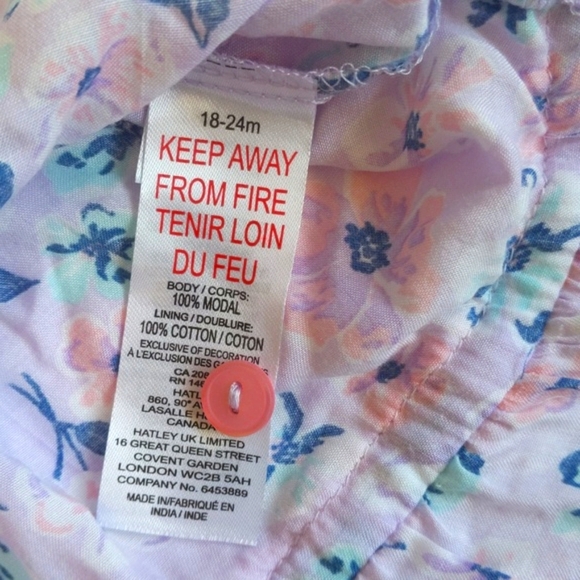 18-24m
KEEP AWAY
FROM FIRE
TENIR LOIN
DU FEU
BODY / CORPS:
100% MODAL
LINING / DOUBLURE:
100% COTTON / COTON
EXCLUSIVE OF DECORATION
À L'EXCLUSION DES
CA
RN
860, 90ᵉ
LASALLE
CANADA
HATLEY UK LIMITED
16 GREAT QUEEN STREET
COVENT GARDEN
LONDON WC2B 5AH
COMPANY No. 6453889
MADE IN/FABRIQUÉ EN
INDIA / INDE